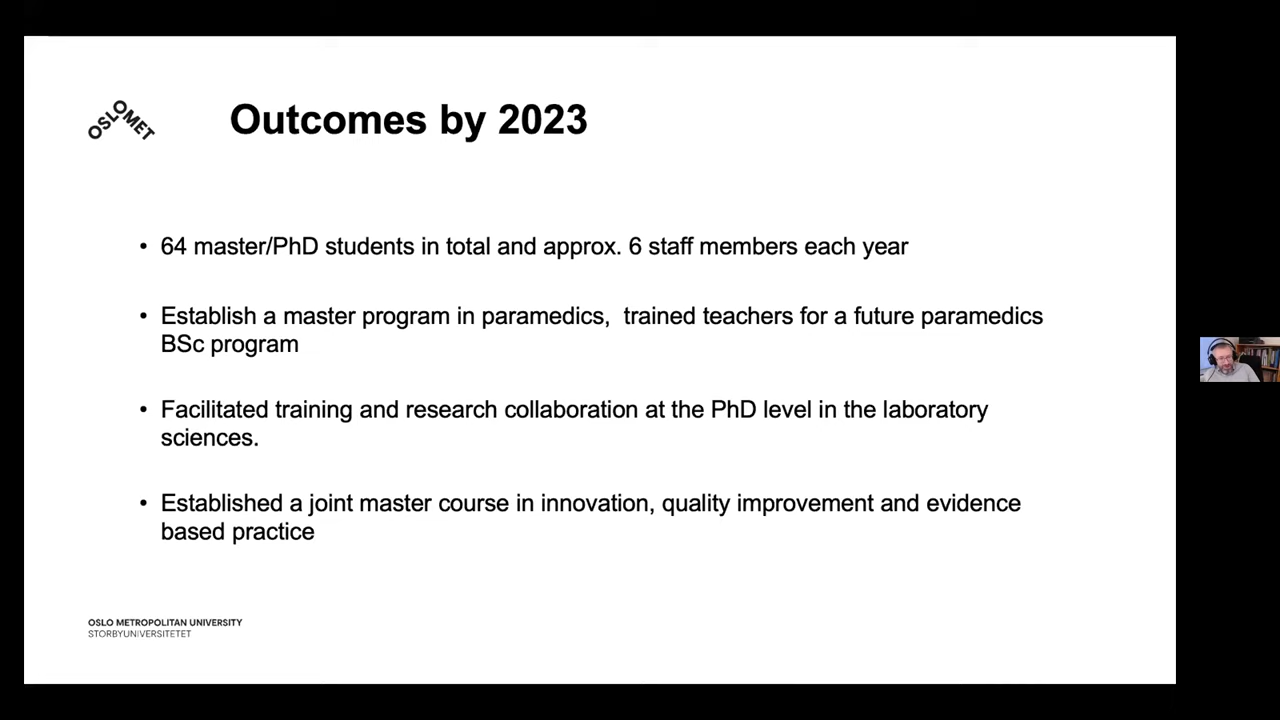 OSLOMET
Outcomes by 2023
• 64 master/PhD students in total and approx. 6 staff members each year
• Establish a master program in paramedics,  trained teachers for a future paramedics
BSc program
• Facilitated training and research collaboration at the PhD level in the laboratory
sciences.
• Established a joint master course in innovation, quality improvement and evidence
based practice
OSLO METROPOLITAN UNIVERSITY
STORBYUNIVERSITETET